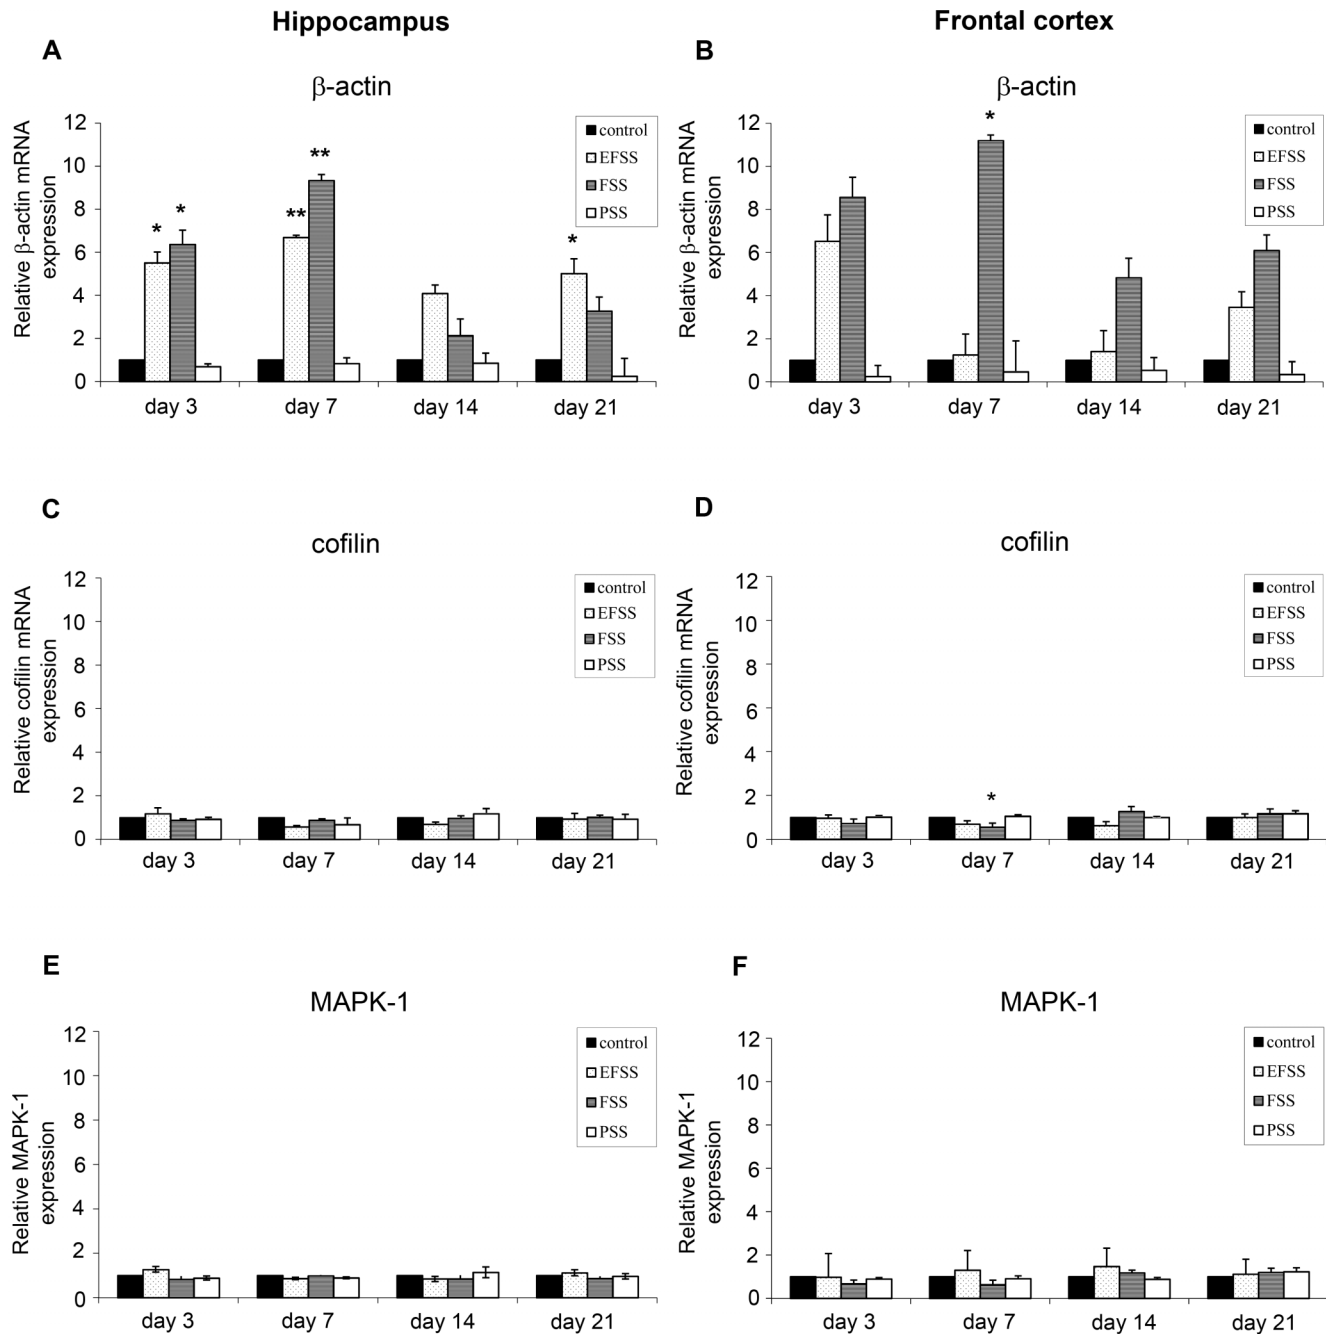 Hippocampus
Frontal cortex
A
β-actin
Relative β-actin mRNA
expression
12
10
8
6
4
2
0
control
EFSS
FSS
PSS
*
*
**
**
*
day 3
day 7
day 14
day 21
B
β-actin
Relative β-actin mRNA
expression
12
10
8
6
4
2
0
control
EFSS
FSS
PSS
*
day 3
day 7
day 14
day 21
C
cofilin
Relative cofilin mRNA
expression
12
10
8
6
4
2
0
control
EFSS
FSS
PSS
day 3
day 7
day 14
day 21
D
cofilin
Relative cofilin mRNA
expression
12
10
8
6
4
2
0
control
EFSS
FSS
PSS
*
day 3
day 7
day 14
day 21
E
MAPK-1
Relative MAPK-1
expression
12
10
8
6
4
2
0
control
EFSS
FSS
PSS
day 3
day 7
day 14
day 21
F
MAPK-1
Relative MAPK-1
expression
12
10
8
6
4
2
0
control
EFSS
FSS
PSS
day 3
day 7
day 14
day 21